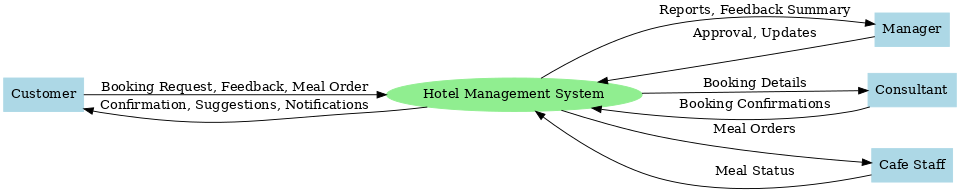 Reports, Feedback Summary
Manager
Approval, Updates
Booking Request, Feedback, Meal Order
Customer
Hotel Management System
Confirmation, Suggestions, Notifications
Booking Details
Consultant
Booking Confirmations
Meal Orders
Cafe Staff
Meal Status